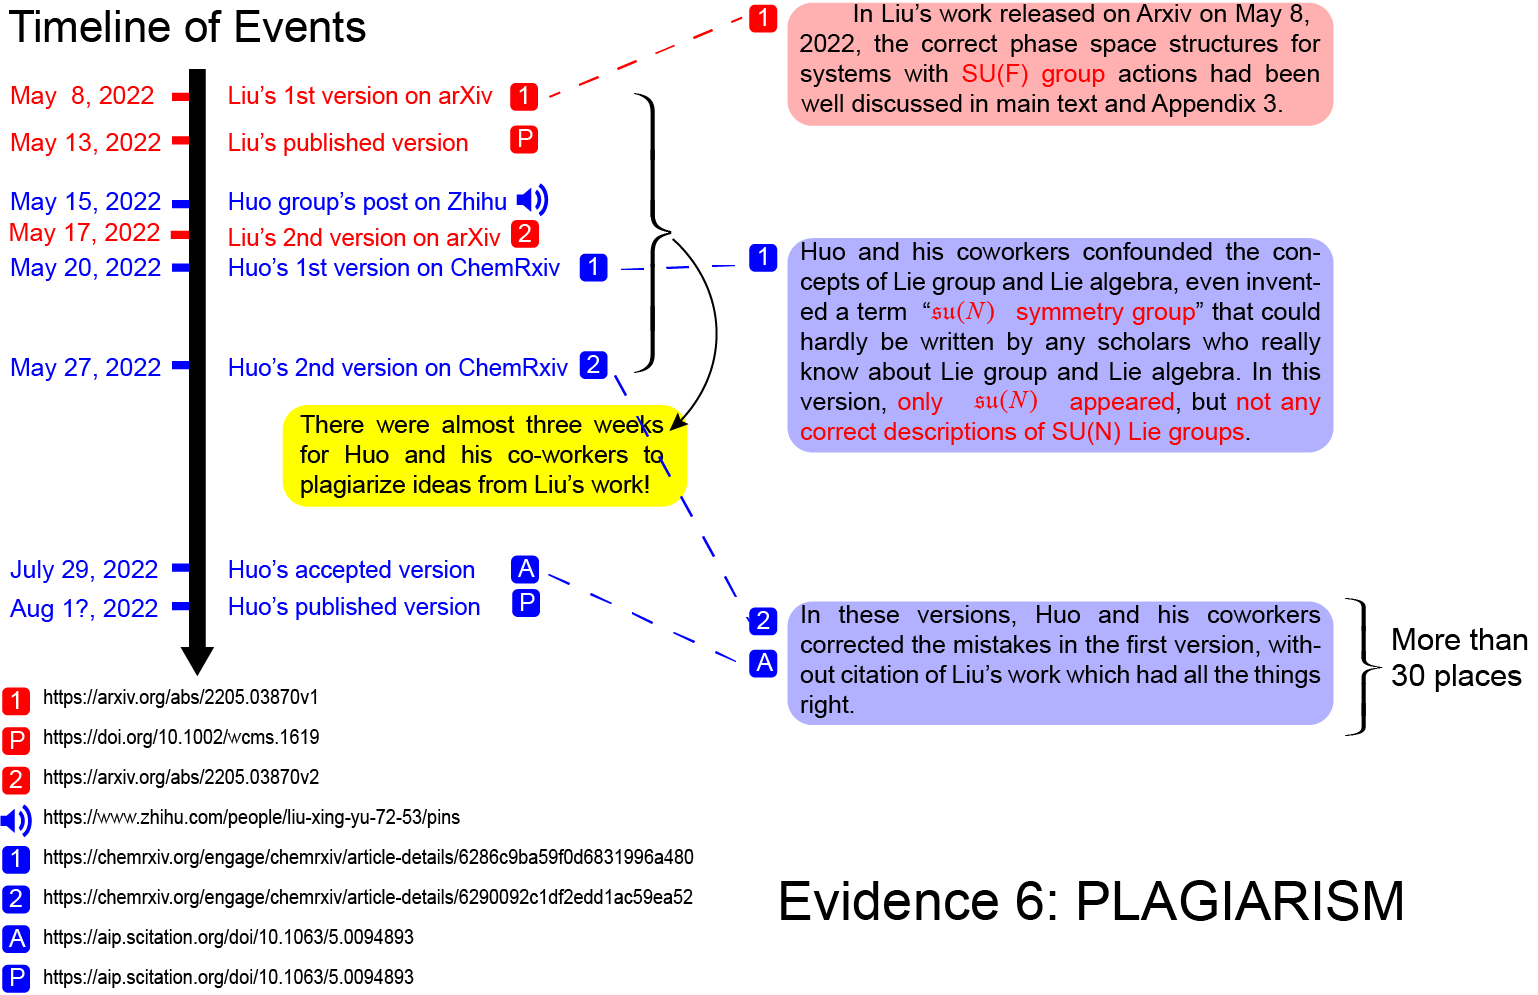 Timeline of Events
May 8, 2022 Liu’s 1st version on arXiv 1
May 13, 2022 Liu’s published version P
May 15, 2022 Huo group’s post on Zhihu
May 17, 2022 Liu’s 2nd version on arXiv 2
May 20, 2022 Huo’s 1st version on ChemRxiv 1
May 27, 2022 Huo’s 2nd version on ChemRxiv 2
There were almost three weeks
for Huo and his co-workers to
plagiarize ideas from Liu’s work!
July 29, 2022 Huo’s accepted version A
Aug 1?, 2022 Huo’s published version P
1
In Liu’s work released on Arxiv on May 8,
2022, the correct phase space structures for
systems with SU(F) group actions had been
well discussed in main text and Appendix 3.
1
Huo and his coworkers confounded the con-
cepts of Lie group and Lie algebra, even invent-
ed a term “𝔰𝔲(N) symmetry group” that could
hardly be written by any scholars who really
know about Lie group and Lie algebra. In this
version, only 𝔰𝔲(N) appeared, but not any
correct descriptions of SU(N) Lie groups.
2
A
In these versions, Huo and his coworkers
corrected the mistakes in the first version, with-
out citation of Liu’s work which had all the things
right.
More than
30 places
1 https://arxiv.org/abs/2205.03870v1
P https://doi.org/10.1002/wcms.1619
2 https://arxiv.org/abs/2205.03870v2
https://www.zhihu.com/people/liu-xing-yu-72-53/pins
1 https://chemrxiv.org/engage/chemrxiv/article-details/6286c9ba59f0d6831996a480
2 https://chemrxiv.org/engage/chemrxiv/article-details/6290092c1df2edd1ac59ea52
A https://aip.scitation.org/doi/10.1063/5.0094893
P https://aip.scitation.org/doi/10.1063/5.0094893
Evidence 6: PLAGIARISM